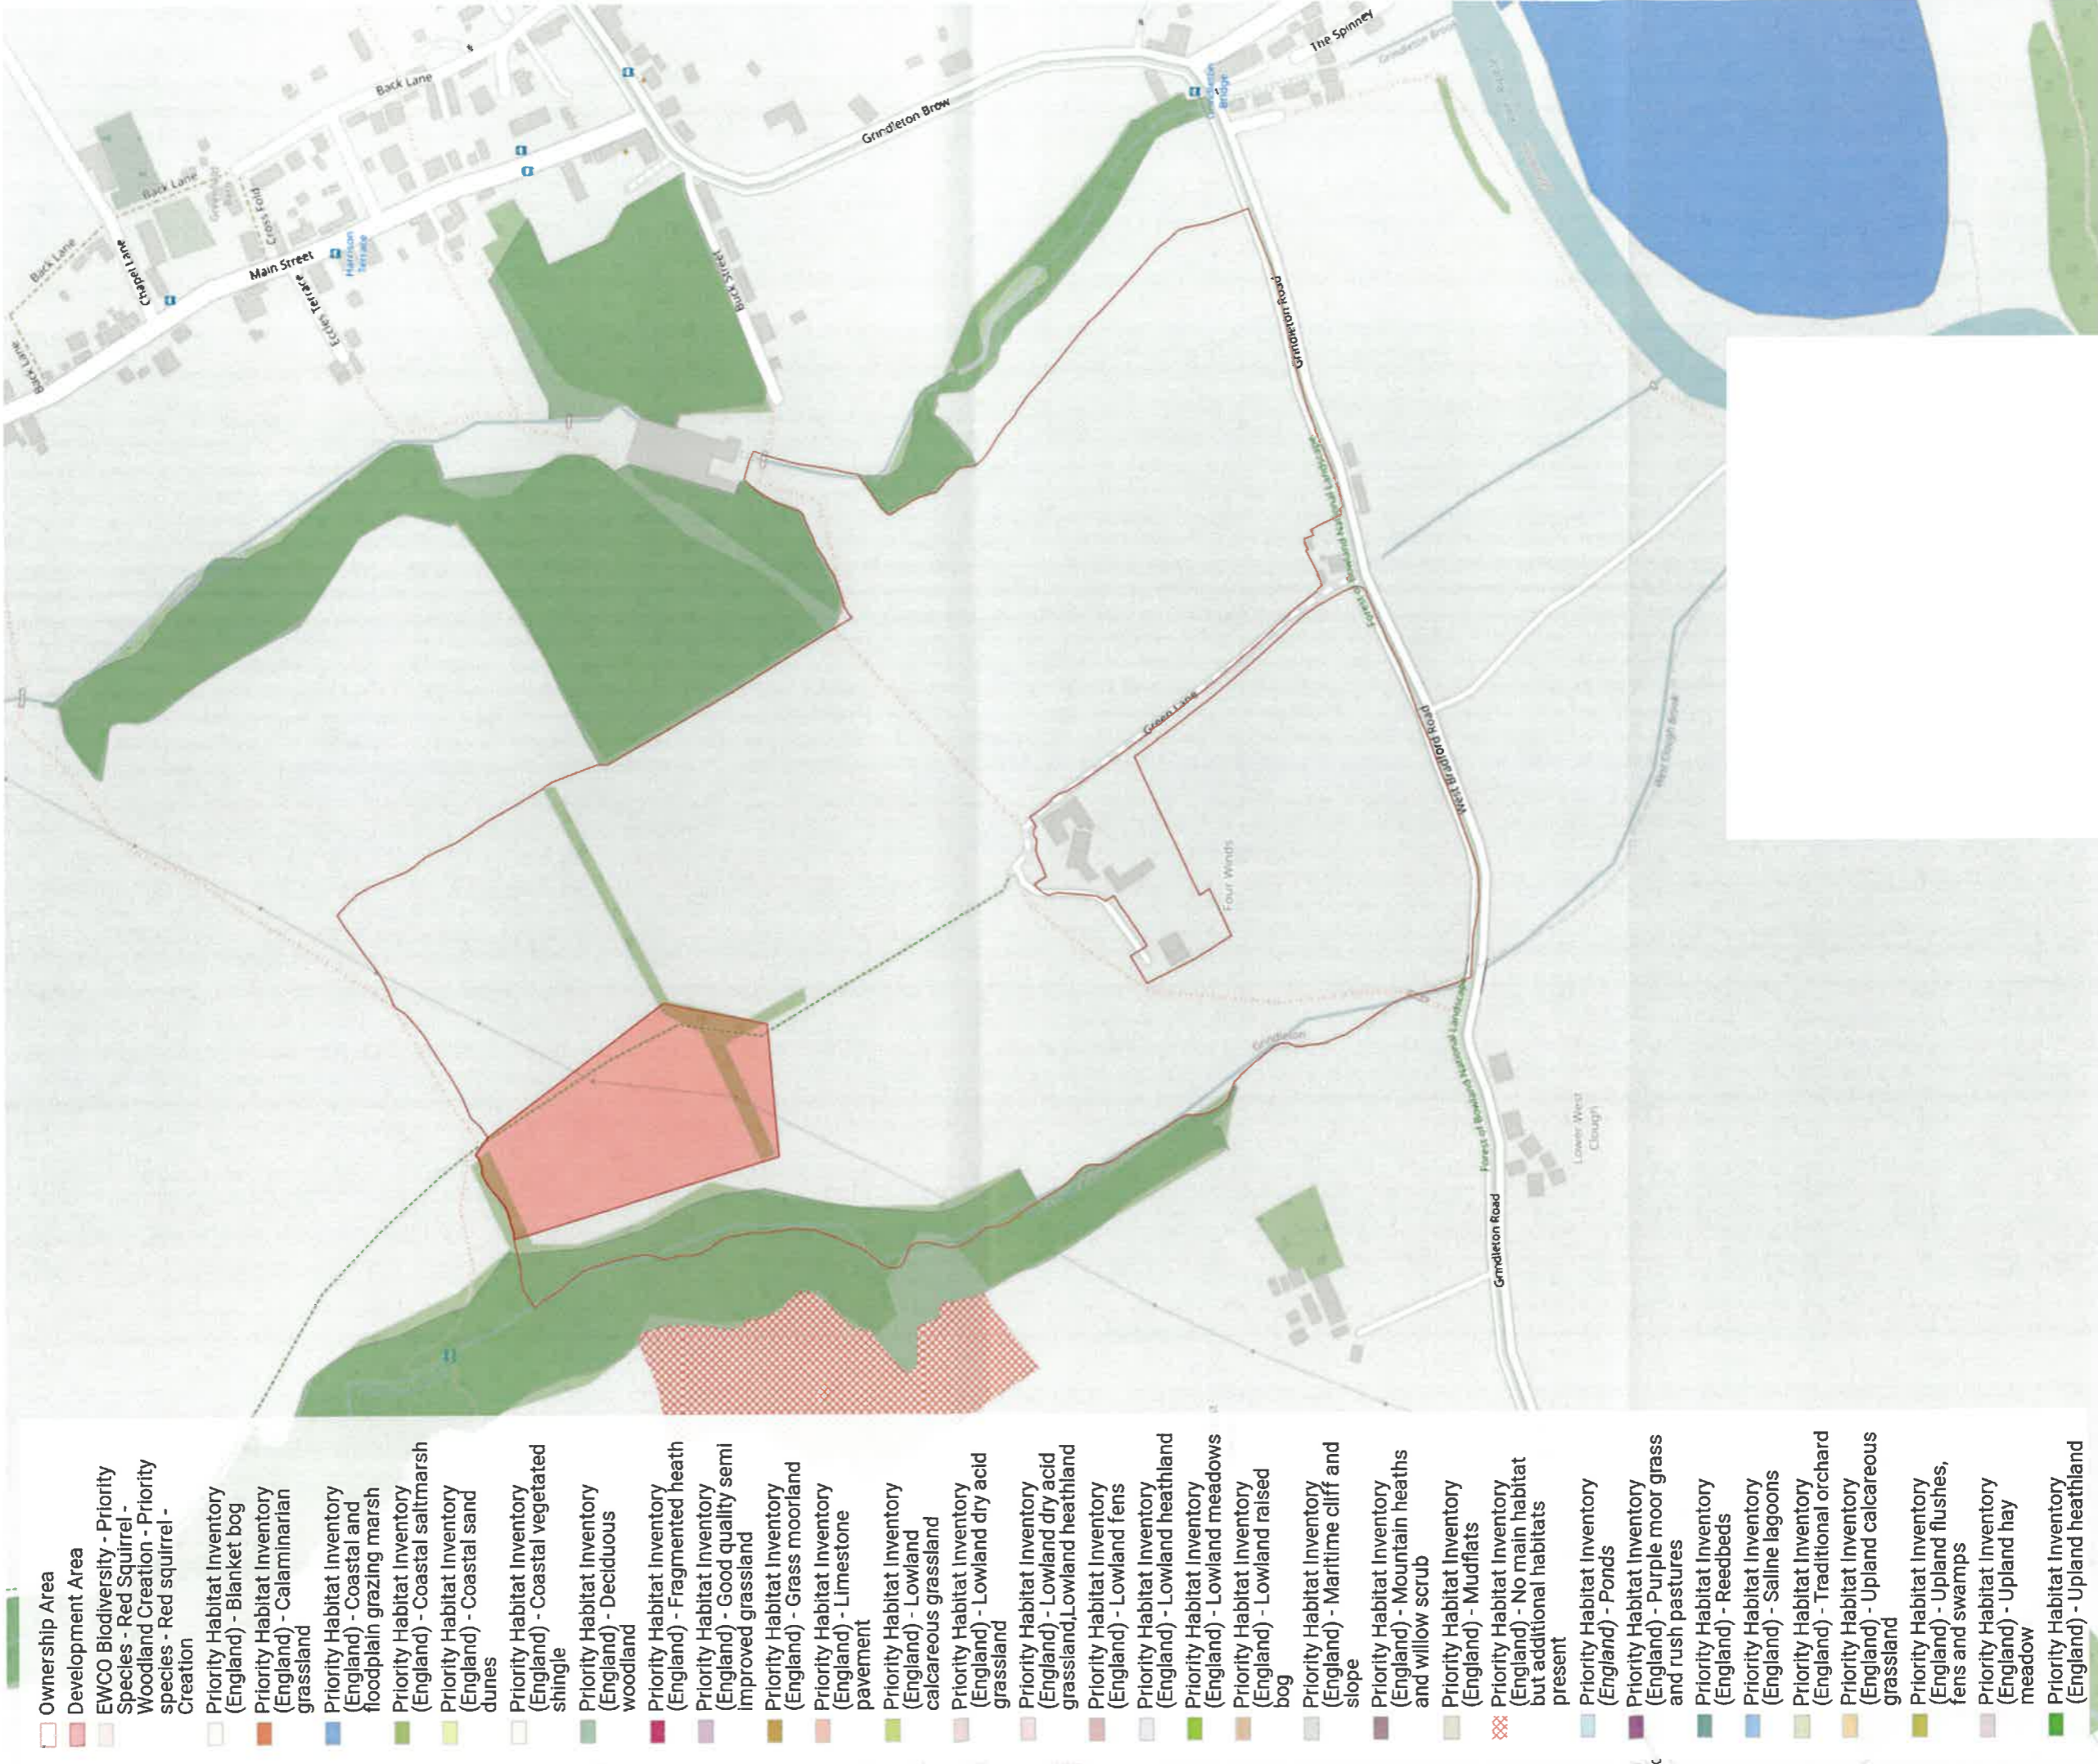 Ownership Area
Development Area
EWCO Biodiversity - Priority
Species - Red Squirrel -
Woodland Creation - Priority
species - Red squirrel -
Creation
Priority Habitat Inventory
(England) - Blanket bog
Priority Habitat Inventory
(England) - Calaminarian
grassland
Priority Habitat Inventory
(England) - Coastal and
floodplain grazing marsh
Priority Habitat Inventory
(England) - Coastal saltmarsh
Priority Habitat Inventory
(England) - Coastal sand
dunes
Priority Habitat Inventory
(England) - Coastal vegetated
shingle
Priority Habitat Inventory
(England) - Deciduous
woodland
Priority Habitat Inventory
(England) - Fragmented heath
Priority Habitat Inventory
(England) - Good quality semi
improved grassland
Priority Habitat Inventory
(England) - Grass moorland
Priority Habitat Inventory
(England) - Limestone
pavement
Priority Habitat Inventory
(England) - Lowland
calcareous grassland
Priority Habitat Inventory
(England) - Lowland dry acid
grassland
Priority Habitat Inventory
(England) - Lowland dry acid
grassland,Lowland heathland
Priority Habitat Inventory
(England) - Lowland fens
Priority Habitat Inventory
(England) - Lowland heathland
Priority Habitat Inventory
(England) - Lowland meadows
Priority Habitat Inventory
(England) - Lowland raised
bog
Priority Habitat Inventory
(England) - Maritime cliff and
slope
Priority Habitat Inventory
(England) - Mountain heaths
and willow scrub
Priority Habitat Inventory
(England) - Mudflats
Priority Habitat Inventory
(England) - No main habitat
but additional habitats
present
Priority Habitat Inventory
(England) - Ponds
Priority Habitat Inventory
(England) - Purple moor grass
and rush pastures
Priority Habitat Inventory
(England) - Reedbeds
Priority Habitat Inventory
(England) - Saline lagoons
Priority Habitat Inventory
(England) - Traditional orchard
Priority Habitat Inventory
(England) - Upland calcareous
grassland
Priority Habitat Inventory
(England) - Upland flushes,
fens and swamps
Priority Habitat Inventory
(England) - Upland hay
meadow
Priority Habitat Inventory
(England) - Upland heathland
Back Lane
Back Lane
Back Lane
Back Lane
Chapel Lane
Main Street
Cross Fold
Harrison
Terrace
Eccles Terrace
Buck Street
Grindleton Brow
Grindleton
Bridge
The Spinney
Grindleton Brook
Grindleton Road
Forest of Bowland National Landscape
Green Lane
West Bradford Road
Four Winds
West Clough Brook
Grindleton
Forest of Bowland National Landscape
Lower West
Clough
Grindleton Road